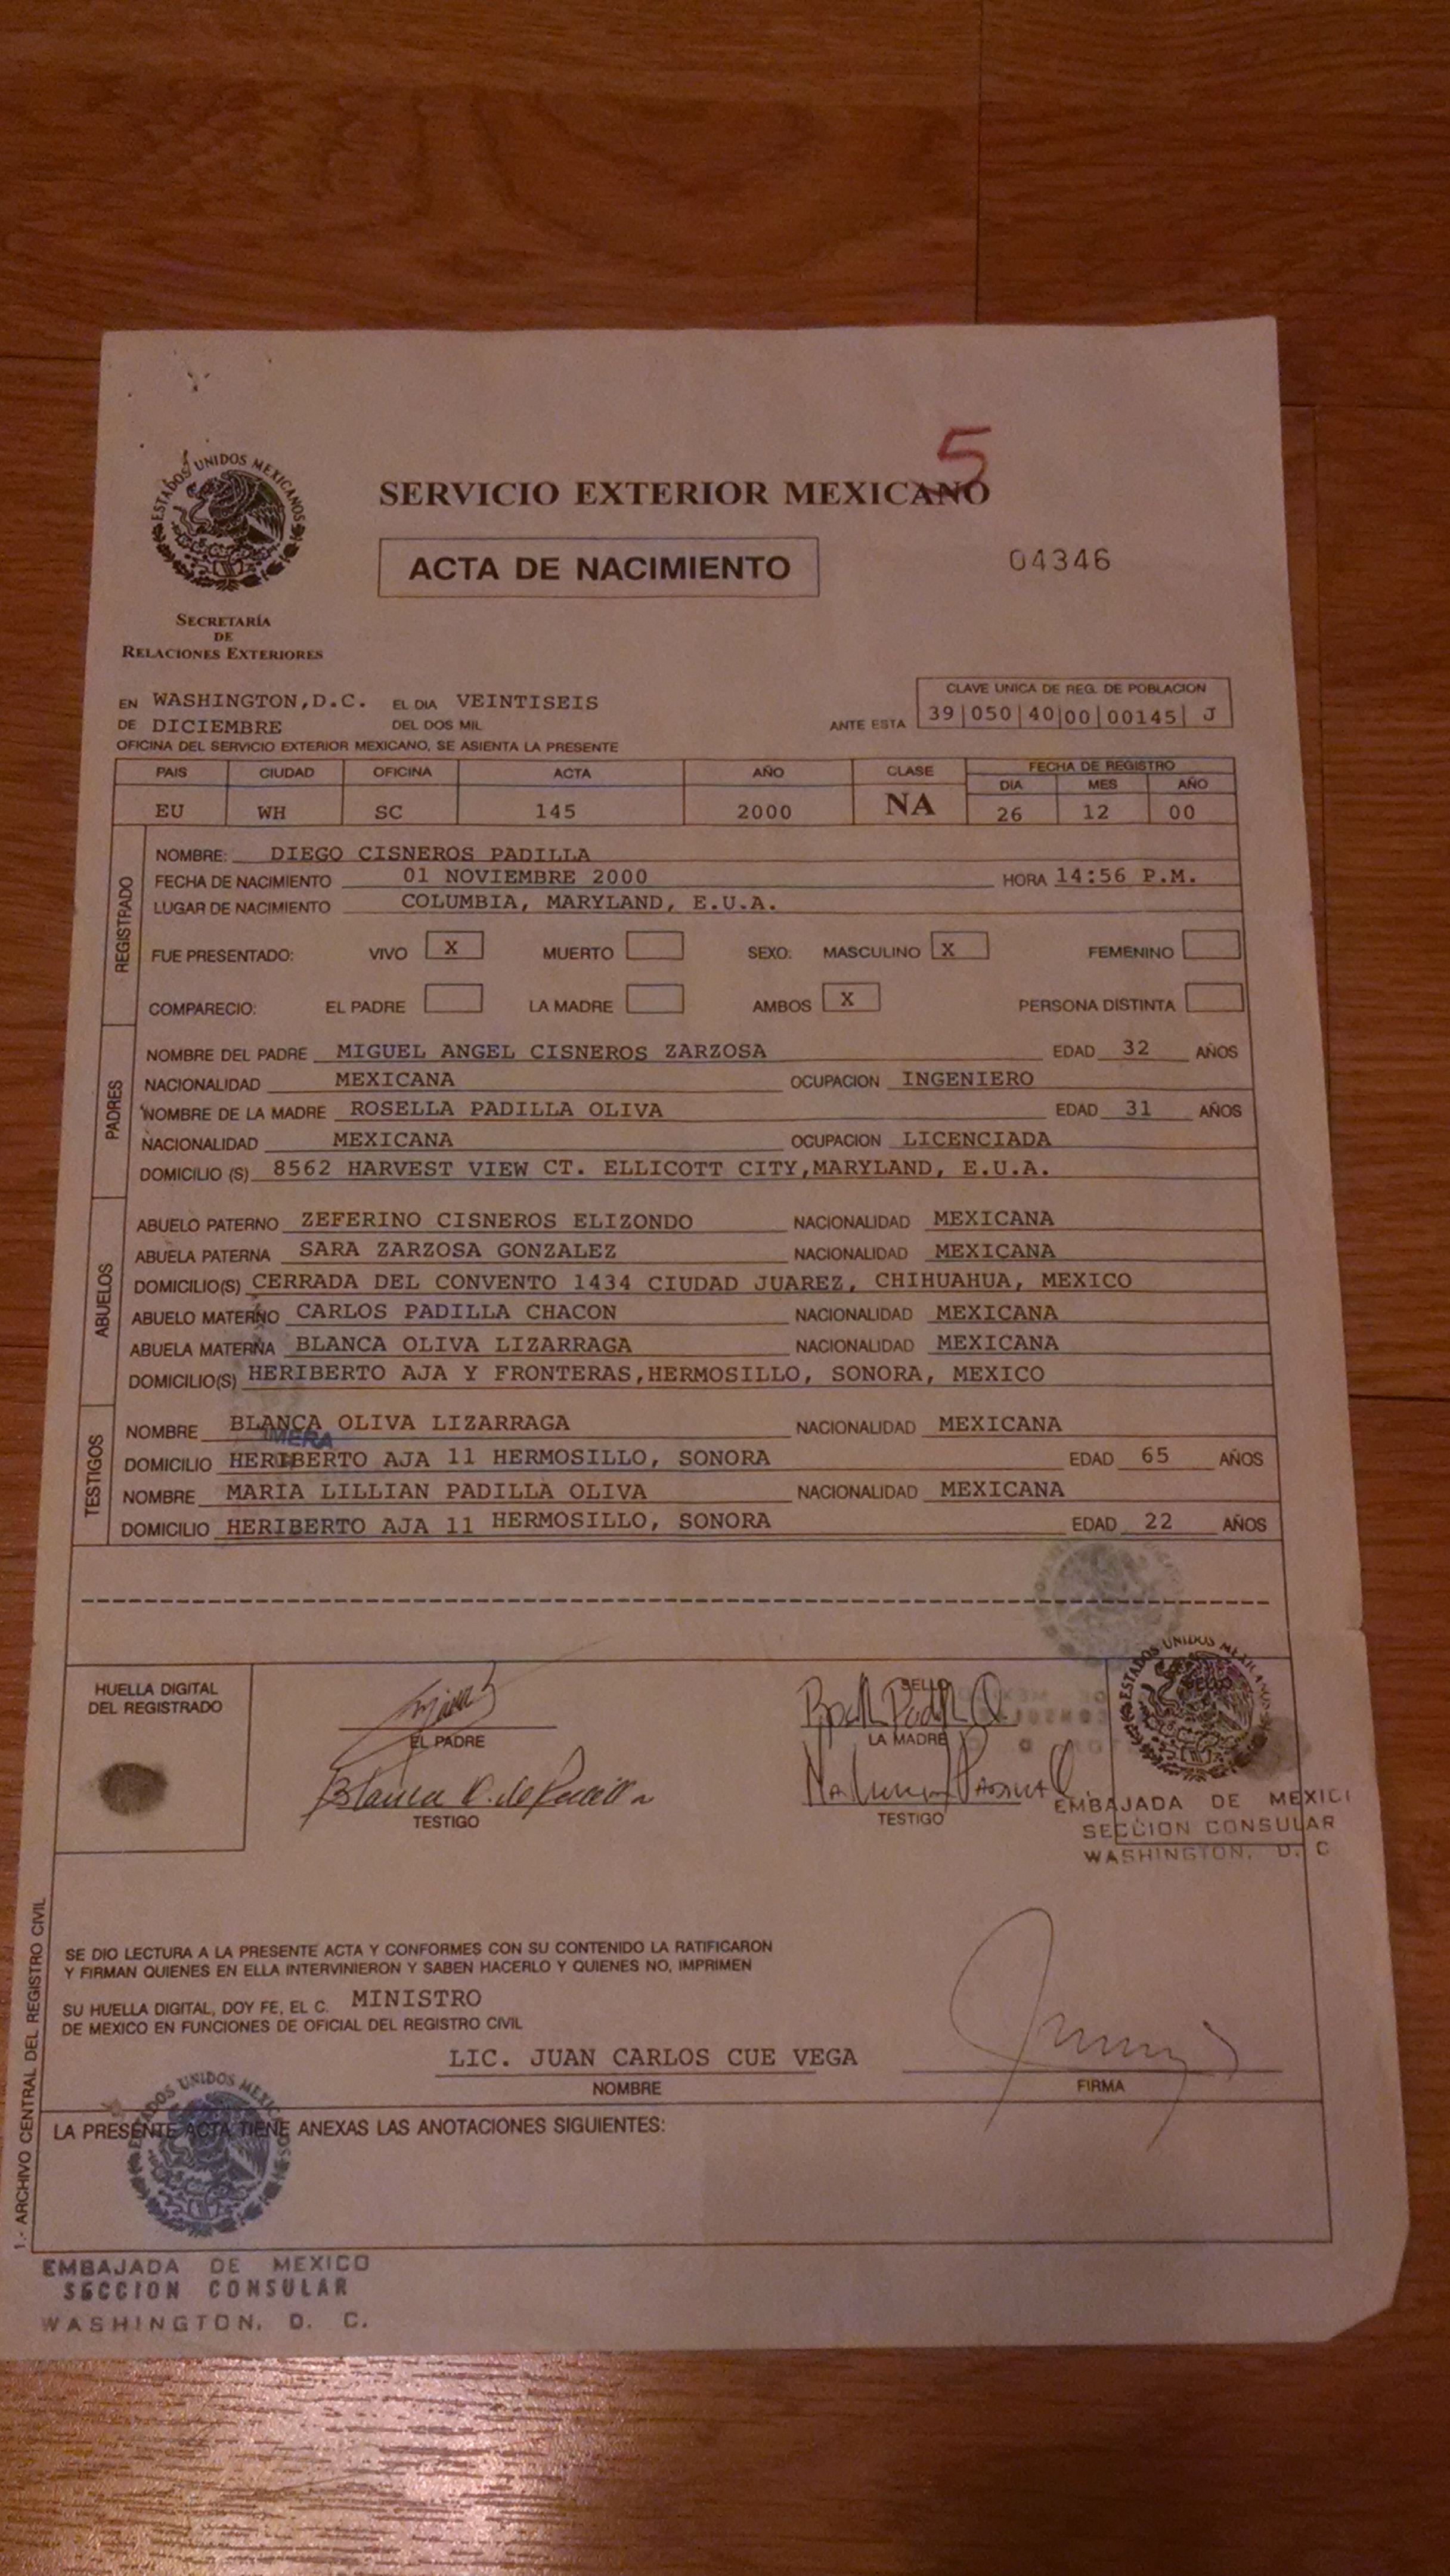 5
ESTADOS UNIDOS MEXICANOS
SERVICIO EXTERIOR MEXICANO
ACTA DE NACIMIENTO
04346
SECRETARÍA
DE
RELACIONES EXTERIORES
EN WASHINGTON,D.C. EL DIA VEINTISEIS
DE DICIEMBRE DEL DOS MIL ANTE ESTA
OFICINA DEL SERVICIO EXTERIOR MEXICANO, SE ASIENTA LA PRESENTE
CLAVE UNICA DE REG. DE POBLACION
39 050 40 00 00145 J
PAIS CIUDAD OFICINA ACTA AÑO CLASE FECHA DE REGISTRO
DIA MES AÑO
EU WH SC 145 2000 NA 26 12 00
REGISTRADO
NOMBRE: DIEGO CISNEROS PADILLA
FECHA DE NACIMIENTO 01 NOVIEMBRE 2000 HORA 14:56 P.M.
LUGAR DE NACIMIENTO COLUMBIA, MARYLAND, E.U.A.
FUE PRESENTADO: VIVO X MUERTO SEXO: MASCULINO X FEMENINO
COMPARECIO: EL PADRE LA MADRE AMBOS X PERSONA DISTINTA
PADRES
NOMBRE DEL PADRE MIGUEL ANGEL CISNEROS ZARZOSA EDAD 32 AÑOS
NACIONALIDAD MEXICANA OCUPACION INGENIERO
NOMBRE DE LA MADRE ROSELLA PADILLA OLIVA EDAD 31 AÑOS
NACIONALIDAD MEXICANA OCUPACION LICENCIADA
DOMICILIO (S) 8562 HARVEST VIEW CT. ELLICOTT CITY,MARYLAND, E.U.A.
ABUELOS
ABUELO PATERNO ZEFERINO CISNEROS ELIZONDO NACIONALIDAD MEXICANA
ABUELA PATERNA SARA ZARZOSA GONZALEZ NACIONALIDAD MEXICANA
DOMICILIO(S) CERRADA DEL CONVENTO 1434 CIUDAD JUAREZ, CHIHUAHUA, MEXICO
ABUELO MATERNO CARLOS PADILLA CHACON NACIONALIDAD MEXICANA
ABUELA MATERNA BLANCA OLIVA LIZARRAGA NACIONALIDAD MEXICANA
DOMICILIO(S) HERIBERTO AJA Y FRONTERAS,HERMOSILLO, SONORA, MEXICO
TESTIGOS
NOMBRE BLANCA OLIVA LIZARRAGA NACIONALIDAD MEXICANA
DOMICILIO HERIBERTO AJA 11 HERMOSILLO, SONORA EDAD 65 AÑOS
NOMBRE MARIA LILLIAN PADILLA OLIVA NACIONALIDAD MEXICANA
DOMICILIO HERIBERTO AJA 11 HERMOSILLO, SONORA EDAD 22 AÑOS
HUELLA DIGITAL
DEL REGISTRADO
EL PADRE
SELLO
LA MADRE
Blanca O. de Padilla
TESTIGO
TESTIGO
ESTADOS UNIDOS MEXICANOS
SELLO
EMBAJADA DE MEXICO
SECCION CONSULAR
WASHINGTON, D. C
SE DIO LECTURA A LA PRESENTE ACTA Y CONFORMES CON SU CONTENIDO LA RATIFICARON
Y FIRMAN QUIENES EN ELLA INTERVINIERON Y SABEN HACERLO Y QUIENES NO, IMPRIMEN
SU HUELLA DIGITAL, DOY FE, EL C. MINISTRO
DE MEXICO EN FUNCIONES DE OFICIAL DEL REGISTRO CIVIL
LIC. JUAN CARLOS CUE VEGA
NOMBRE FIRMA
LA PRESENTE ACTA TIENE ANEXAS LAS ANOTACIONES SIGUIENTES:
1.- ARCHIVO CENTRAL DEL REGISTRO CIVIL
EMBAJADA DE MEXICO
SECCION CONSULAR
WASHINGTON, D. C.